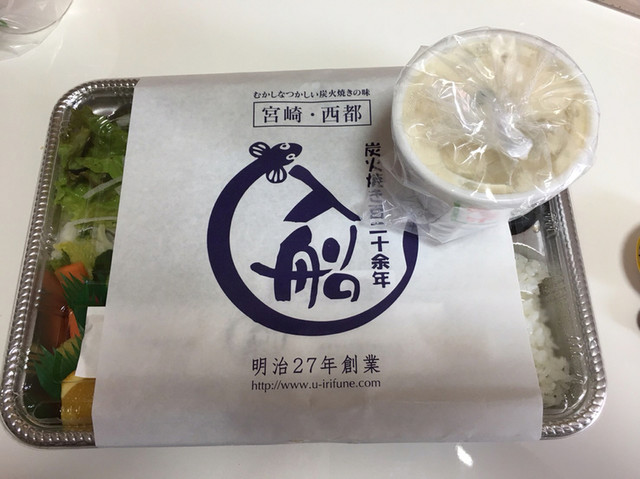 むかしなつかしい炭火焼きの味
宮崎・西都
炭火焼き百二十余年
入船の
明治27年創業
http://www.u-irifune.com